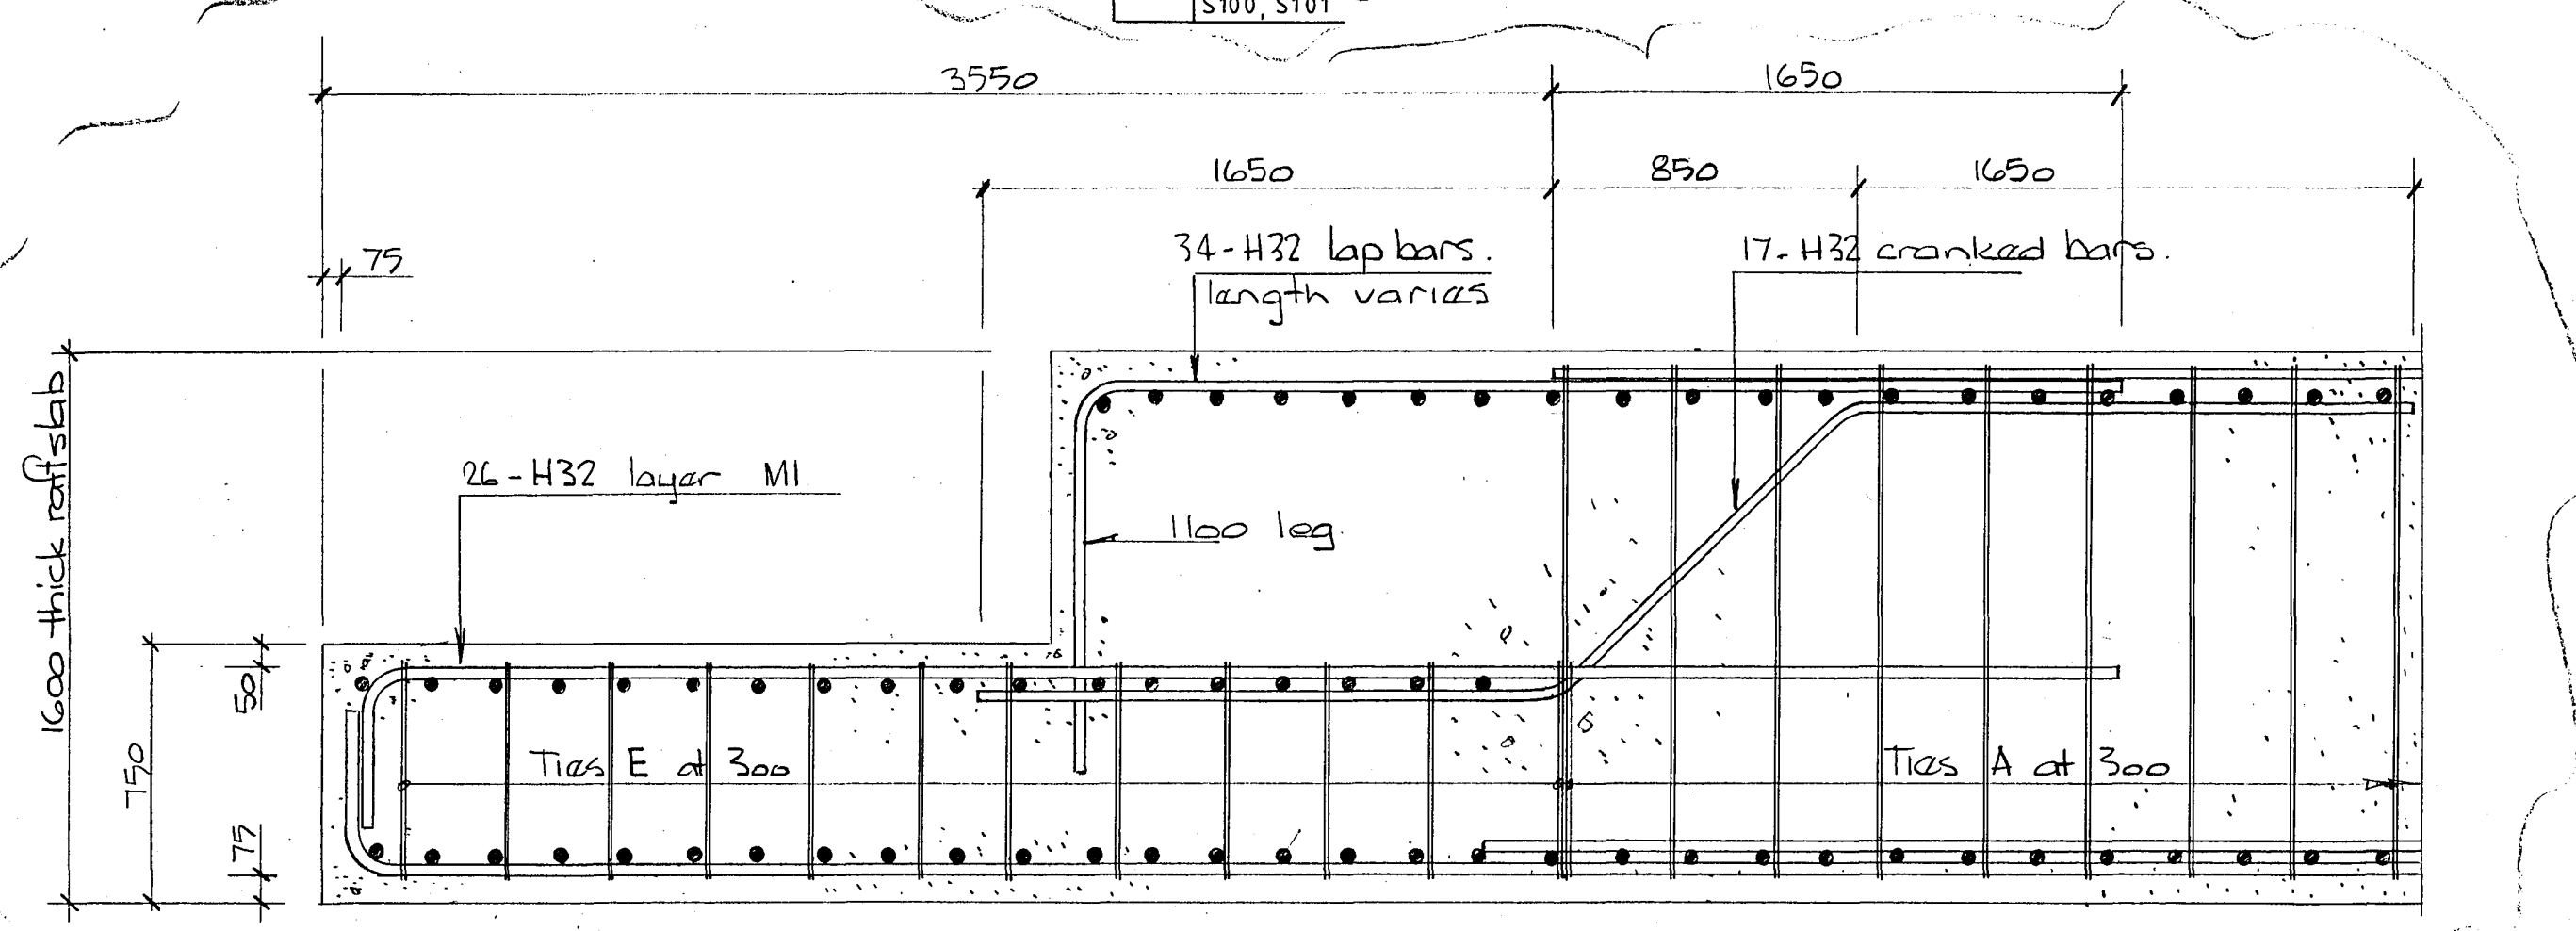 S100, S101
3550
1650
1650
850
1650
75
34-H32 lap bars.
length varies
17-H32 cranked bars.
1600 thick raft slab
26-H32 layer M1
1100 leg
50
750
75
Ties E at 300
Ties A at 300